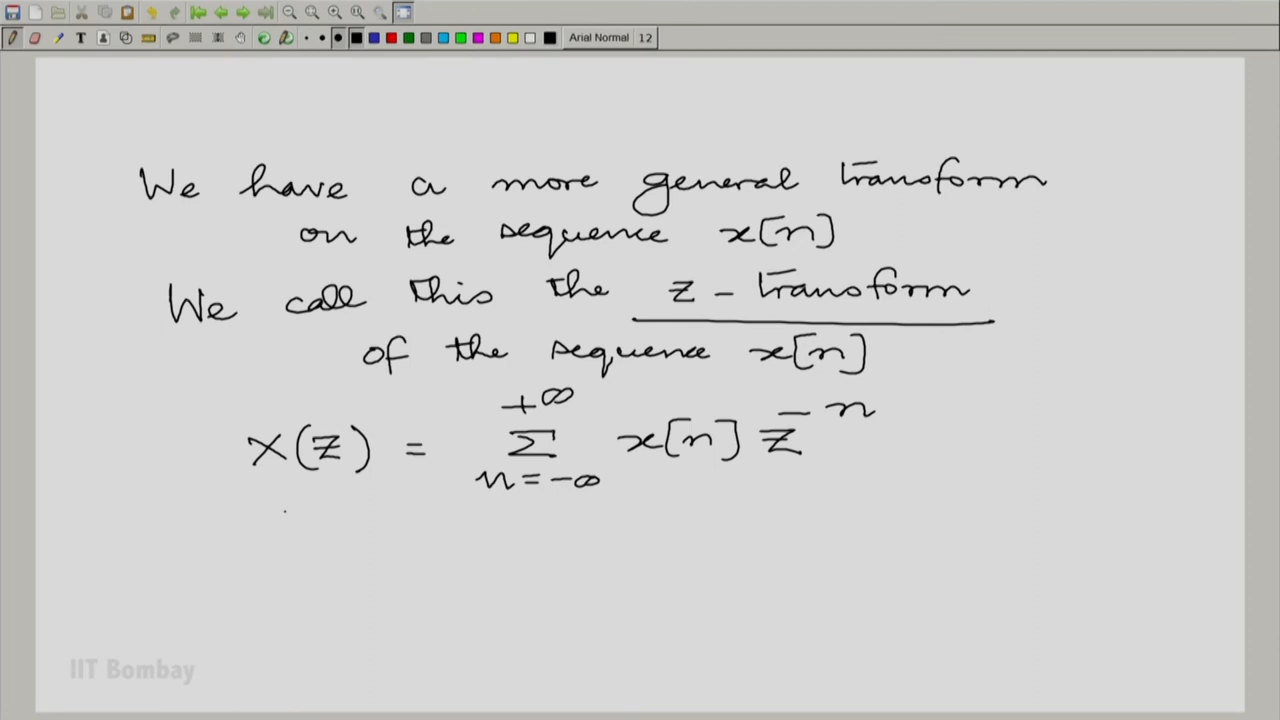 Arial Normal 12
We have a more general transform
on the sequence x[n]
We call this the z - transform
of the sequence x[n]
+∞
X(Z) = Σ x[n] Z^-n
n = -∞
IIT Bombay